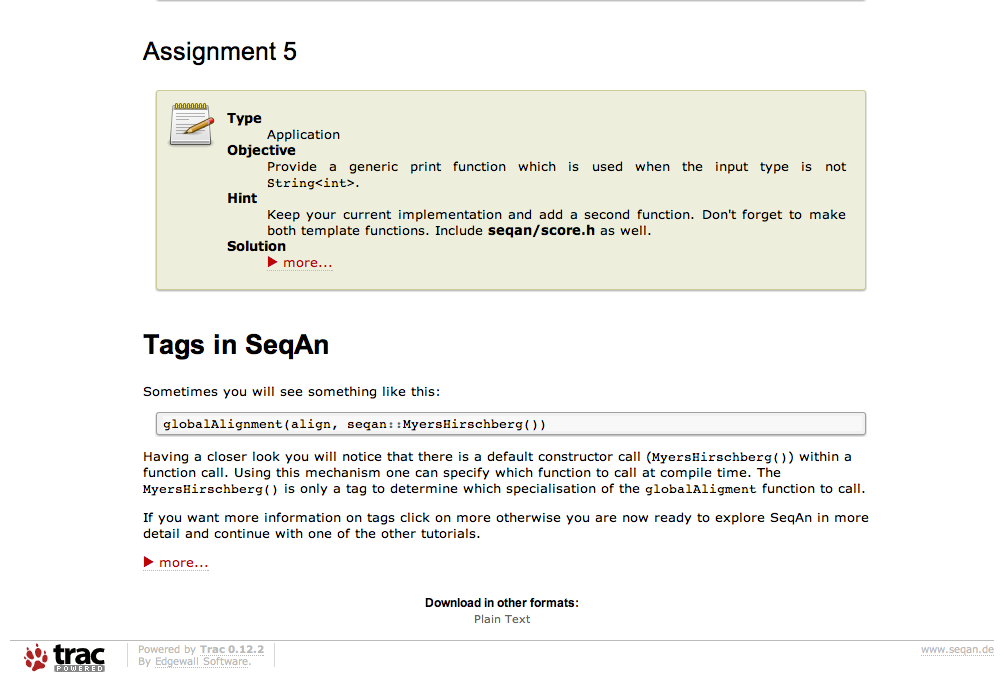 Assignment 5
Type
Application
Objective
Provide a generic print function which is used when the input type is not
String<int>.
Hint
Keep your current implementation and add a second function. Don't forget to make
both template functions. Include seqan/score.h as well.
Solution
more...
Tags in SeqAn
Sometimes you will see something like this:
globalAlignment(align, seqan::MyersHirschberg())
Having a closer look you will notice that there is a default constructor call (MyersHirschberg()) within a
function call. Using this mechanism one can specify which function to call at compile time. The
MyersHirschberg() is only a tag to determine which specialisation of the globalAligment function to call.
If you want more information on tags click on more otherwise you are now ready to explore SeqAn in more
detail and continue with one of the other tutorials.
more...
Download in other formats:
Plain Text
trac
POWERED
Powered by Trac 0.12.2
By Edgewall Software.
www.seqan.de